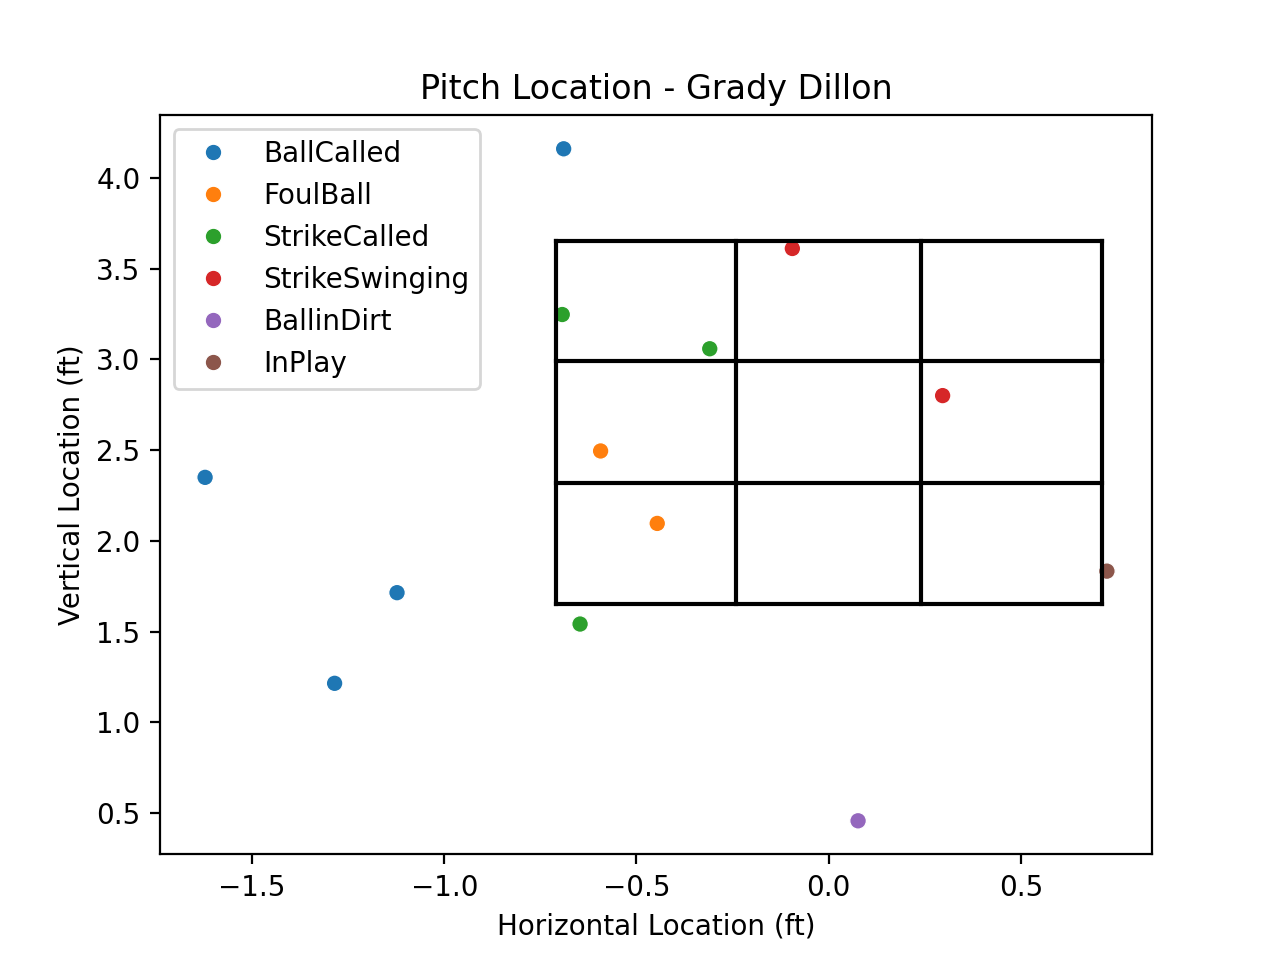 Pitch Location - Grady Dillon
BallCalled
FoulBall
StrikeCalled
StrikeSwinging
BallinDirt
InPlay
4.0
3.5
3.0
2.5
2.0
1.5
1.0
0.5
Vertical Location (ft)
−1.5 −1.0 −0.5 0.0 0.5
Horizontal Location (ft)